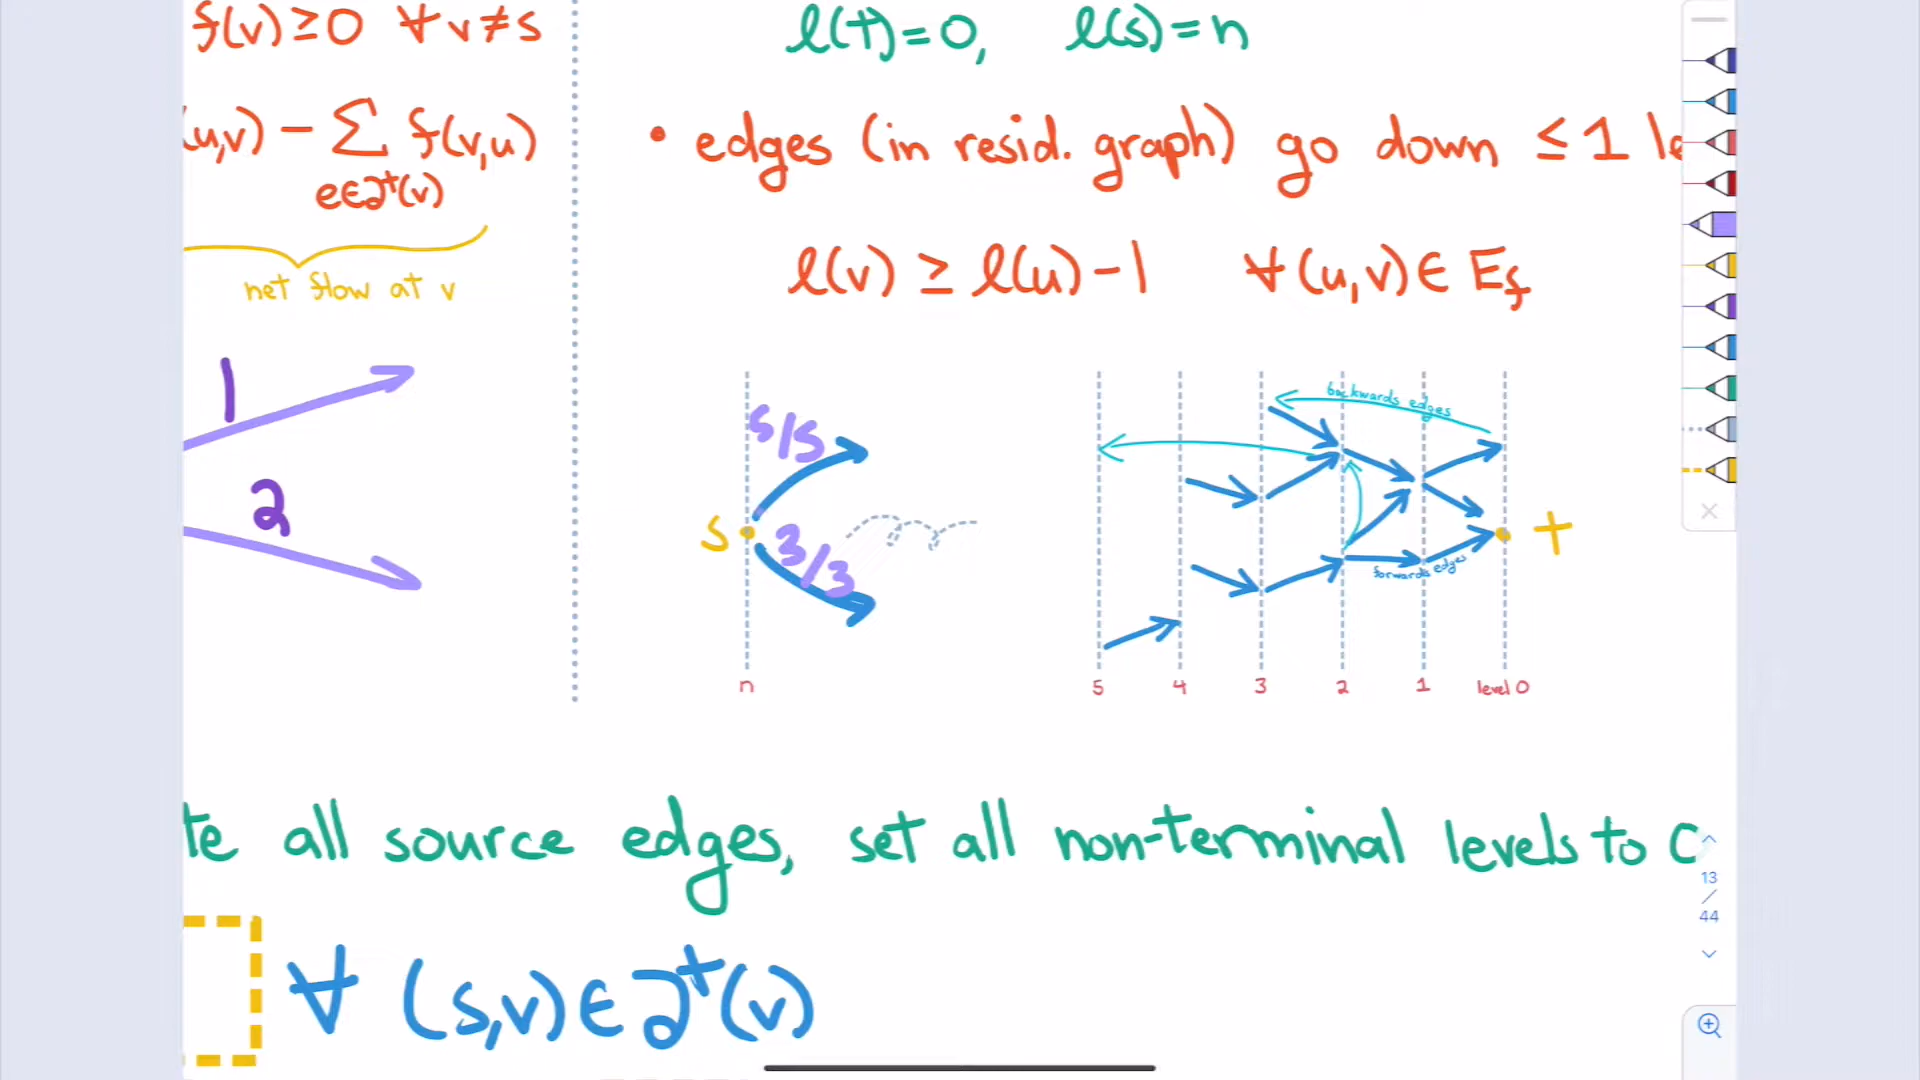 f(v)≥0 ∀v≠s
(u,v) - ∑ f(v,u)
e∈∂⁺(v)
net flow at v
1
2
l(t)=0, l(s)=n
• edges (in resid. graph) go down ≤1 le
l(v) ≥ l(u)-1 ∀(u,v)∈ E_f
backwards edges
5/5
s
3/3
t
forwards edges
n 5 4 3 2 1 level 0
te all source edges, set all non-terminal levels to 0
∀ (s,v)∈∂⁺(v)
13
/
44